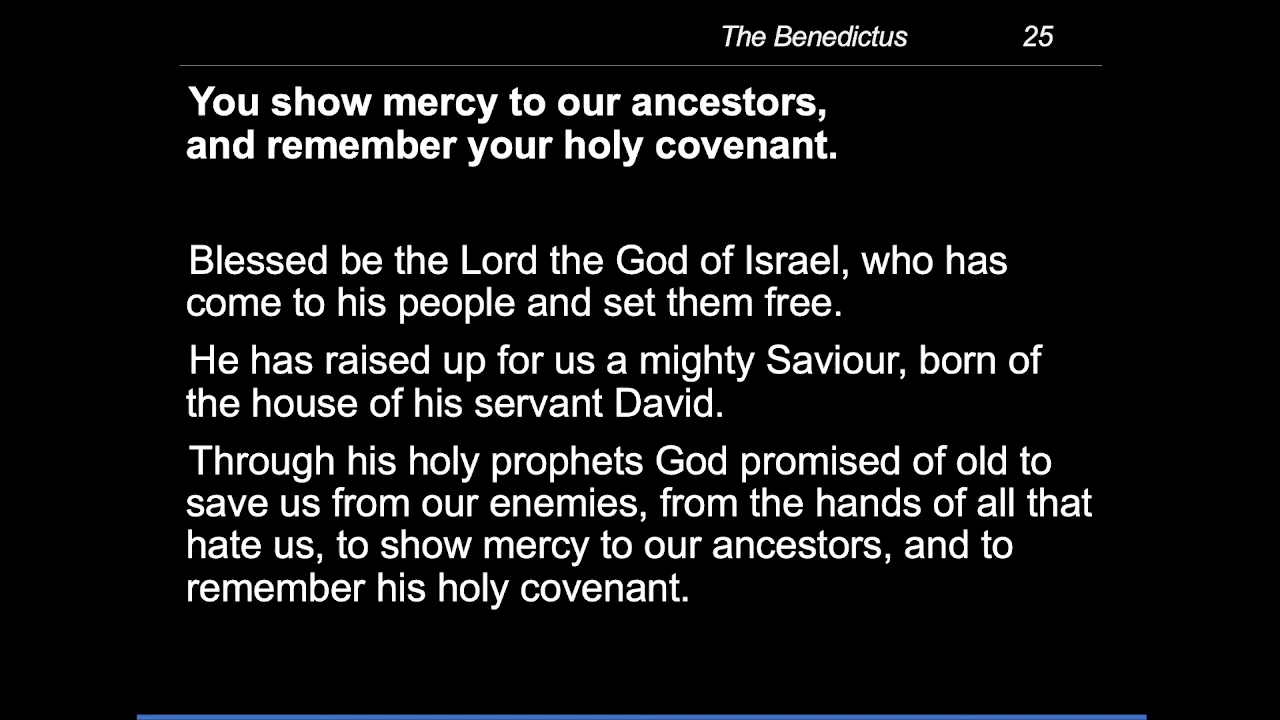 The Benedictus 25
You show mercy to our ancestors,
and remember your holy covenant.
Blessed be the Lord the God of Israel, who has
come to his people and set them free.
He has raised up for us a mighty Saviour, born of
the house of his servant David.
Through his holy prophets God promised of old to
save us from our enemies, from the hands of all that
hate us, to show mercy to our ancestors, and to
remember his holy covenant.